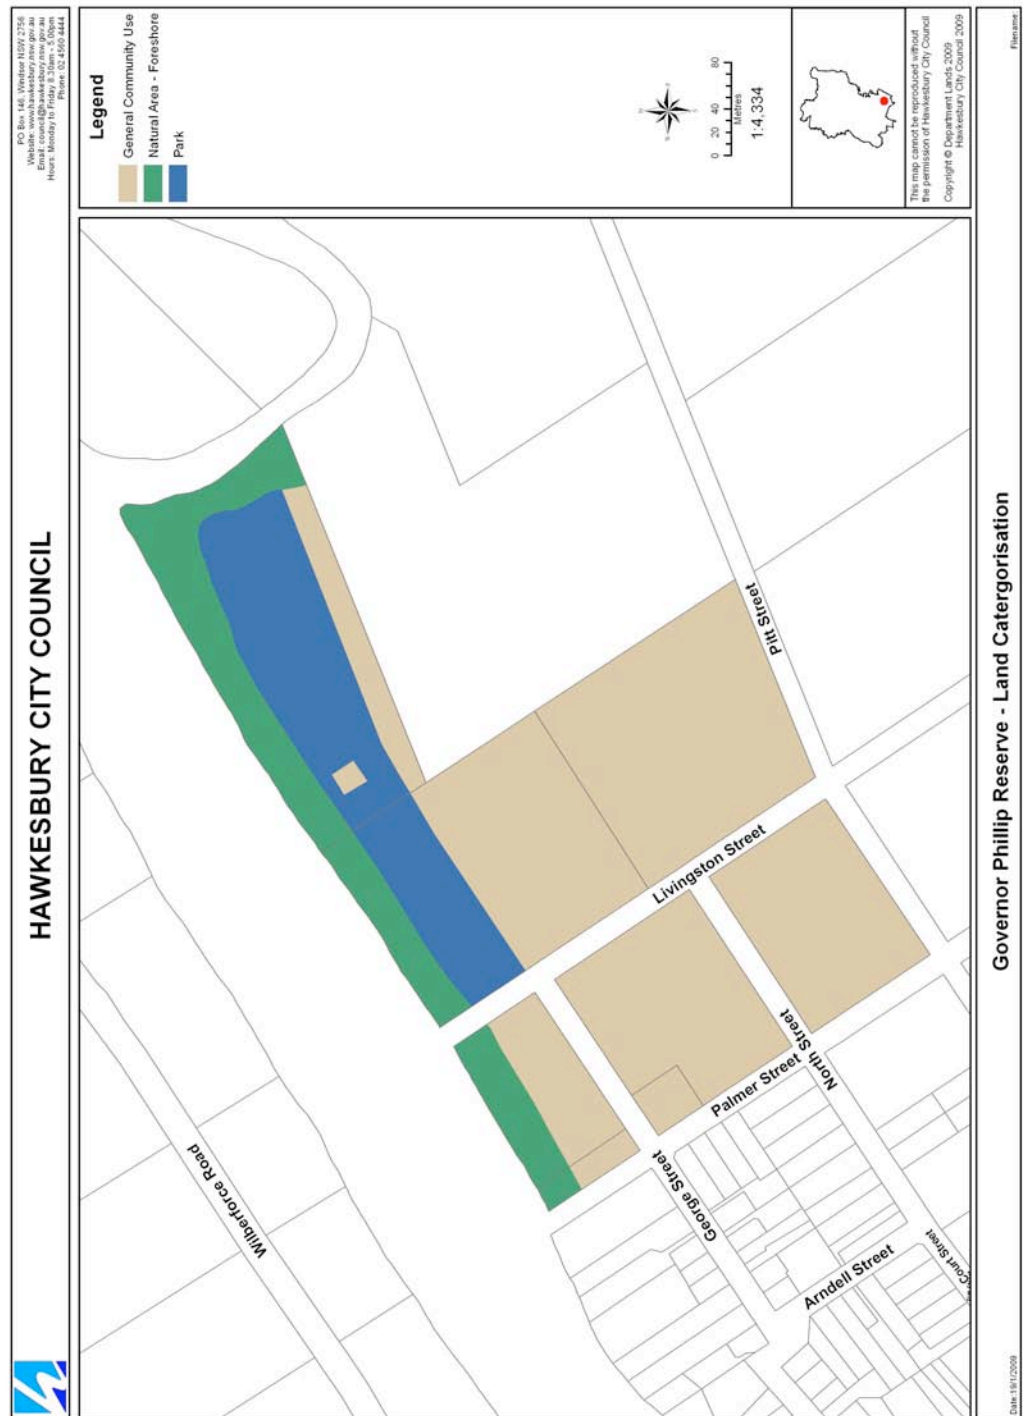 HAWKESBURY CITY COUNCIL
PO Box 146, Windsor NSW 2756
Website: www.hawkesbury.nsw.gov.au
Email: council@hawkesbury.nsw.gov.au
Hours: Monday to Friday 8:30am - 5:00pm
Phone: 02 4560 4444
Legend
General Community Use
Natural Area - Foreshore
Park
0 20 40 60 80
Metres
1:4,334
This map cannot be reproduced without
the permission of Hawkesbury City Council
Copyright © Department Lands 2009
Hawkesbury City Council 2009
Wilberforce Road
Pitt Street
Livingston Street
North Street
Palmer Street
George Street
Arndell Street
Court Street
Governor Phillip Reserve - Land Catergorisation
Date:19/1/2009
Filename: